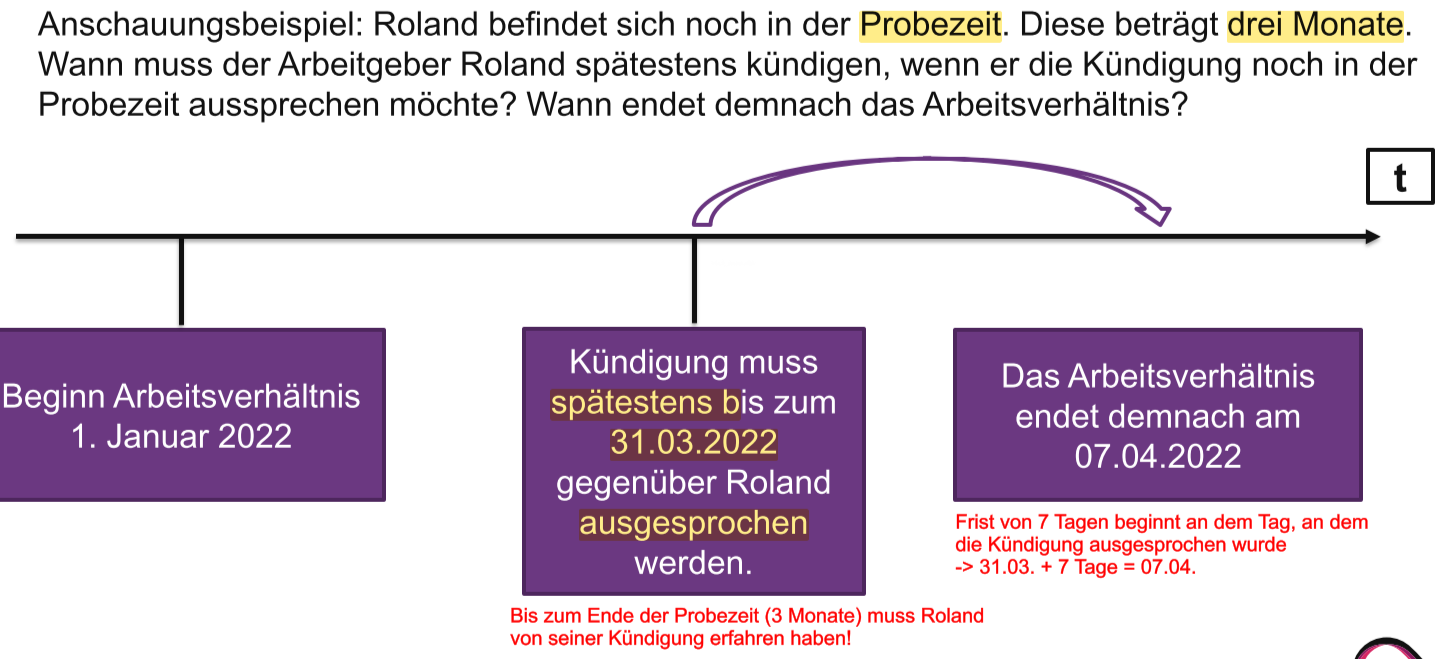 Anschauungsbeispiel: Roland befindet sich noch in der Probezeit. Diese beträgt drei Monate.
Wann muss der Arbeitgeber Roland spätestens kündigen, wenn er die Kündigung noch in der
Probezeit aussprechen möchte? Wann endet demnach das Arbeitsverhältnis?
t
Beginn Arbeitsverhältnis
1. Januar 2022
Kündigung muss
spätestens bis zum
31.03.2022
gegenüber Roland
ausgesprochen
werden.
Das Arbeitsverhältnis
endet demnach am
07.04.2022
Frist von 7 Tagen beginnt an dem Tag, an dem
die Kündigung ausgesprochen wurde
-> 31.03. + 7 Tage = 07.04.
Bis zum Ende der Probezeit (3 Monate) muss Roland
von seiner Kündigung erfahren haben!